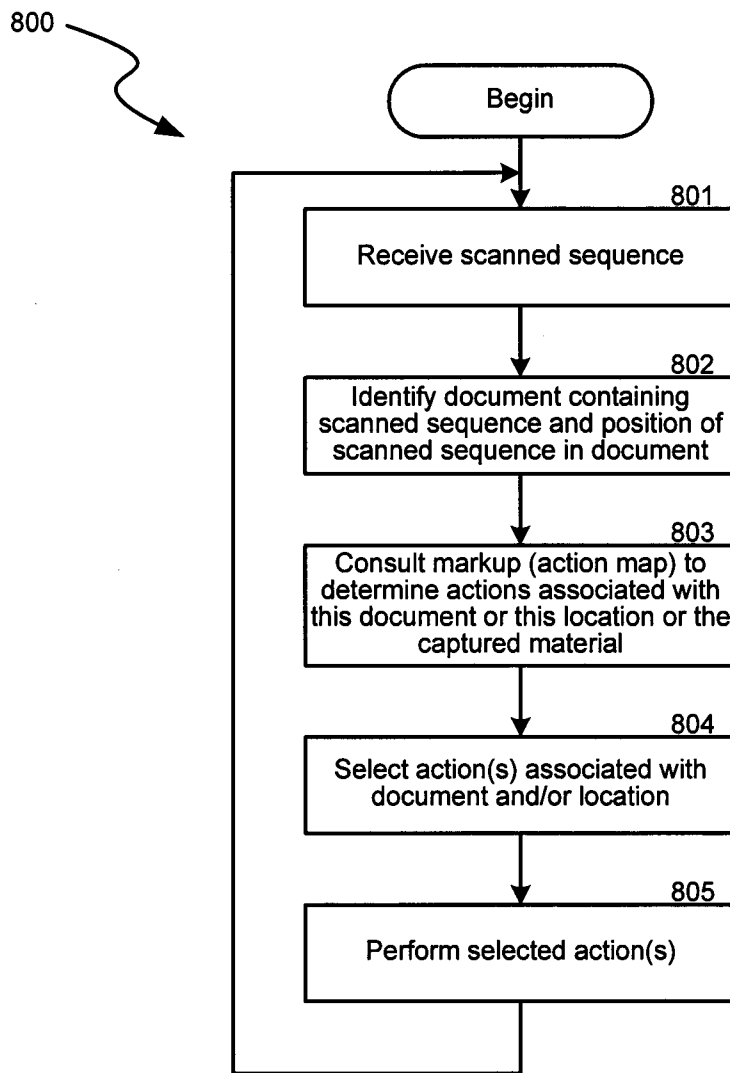 800
Begin
801
Receive scanned sequence
802
Identify document containing
scanned sequence and position of
scanned sequence in document
803
Consult markup (action map) to
determine actions associated with
this document or this location or the
captured material
804
Select action(s) associated with
document and/or location
805
Perform selected action(s)